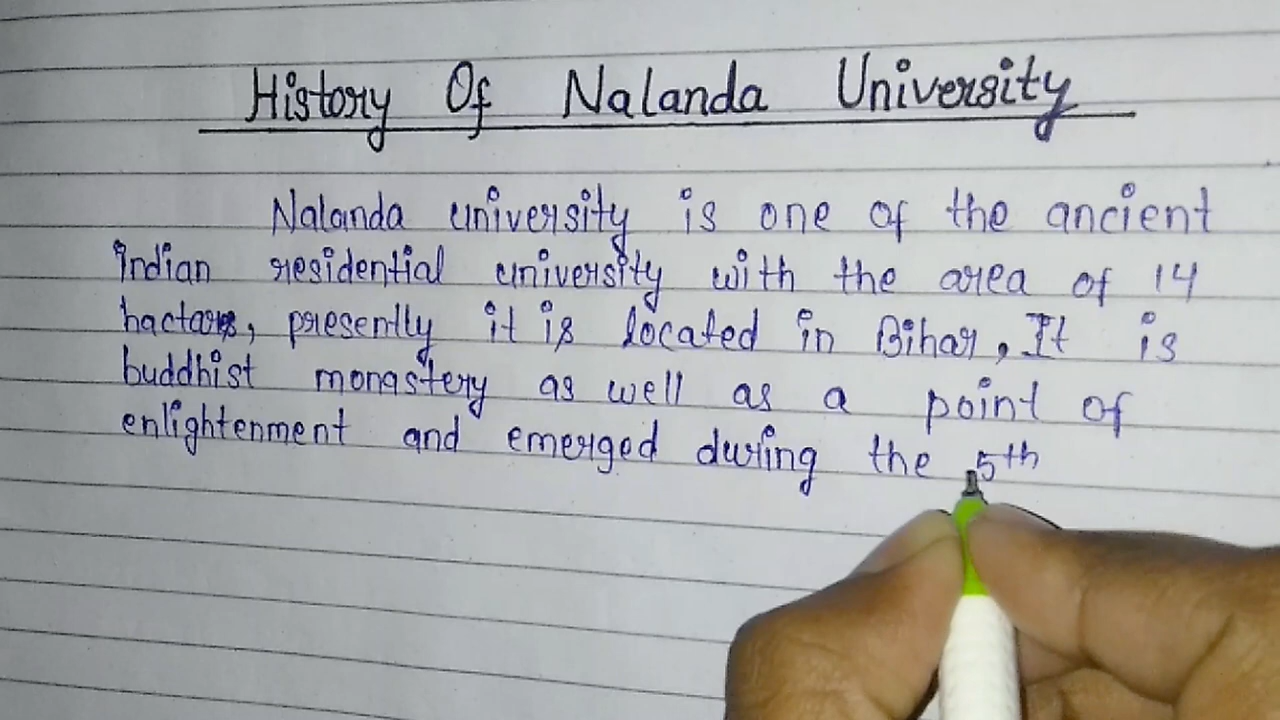 History Of Nalanda University
Nalanda university is one of the ancient
indian residential university with the area of 14
hactares, presently it is located in Bihar, It is
buddhist monastery as well as a point of
enlightenment and emerged during the 5th